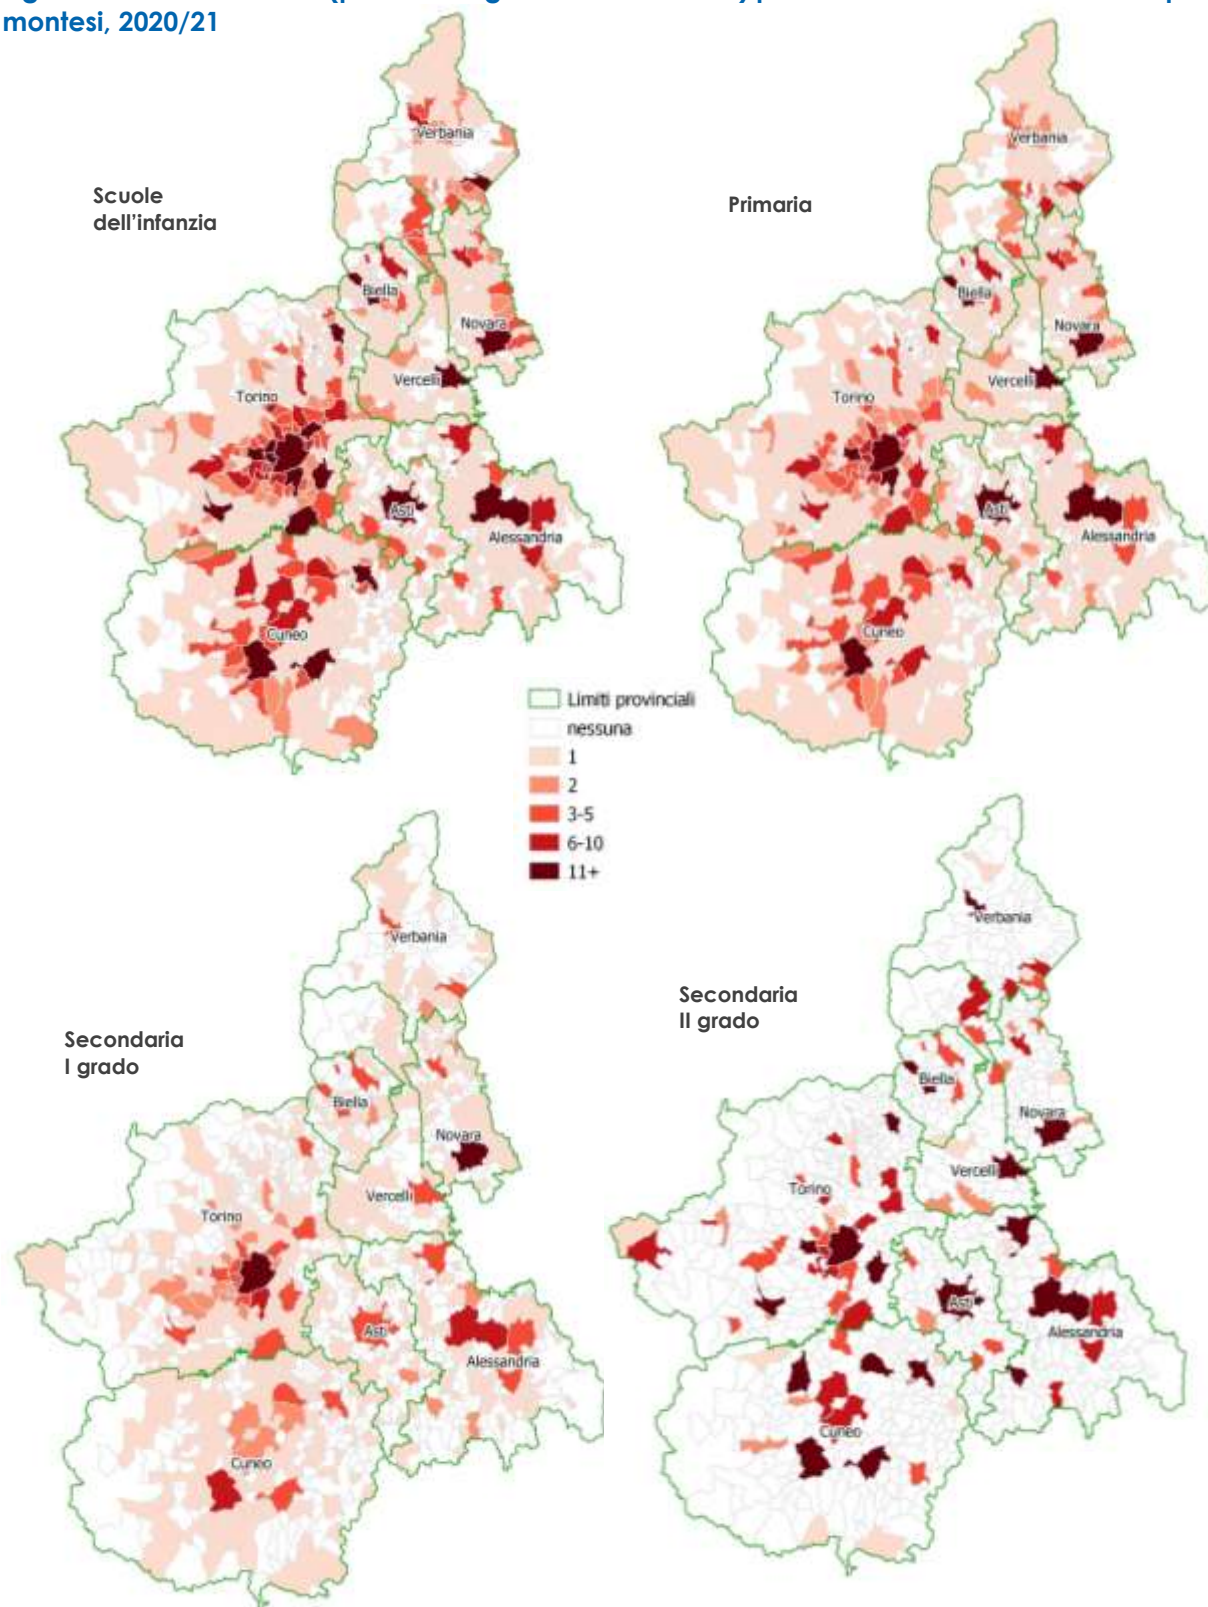 montesi, 2020/21
Scuole
dell'infanzia
Verbania
Biella
Novara
Vercelli
Torino
Asti
Alessandria
Cuneo
Primaria
Verbania
Biella
Novara
Vercelli
Torino
Asti
Alessandria
Cuneo
Limiti provinciali
nessuna
1
2
3-5
6-10
11+
Secondaria
I grado
Verbania
Biella
Novara
Vercelli
Torino
Asti
Alessandria
Cuneo
Secondaria
II grado
Verbania
Biella
Novara
Vercelli
Torino
Asti
Alessandria
Cuneo